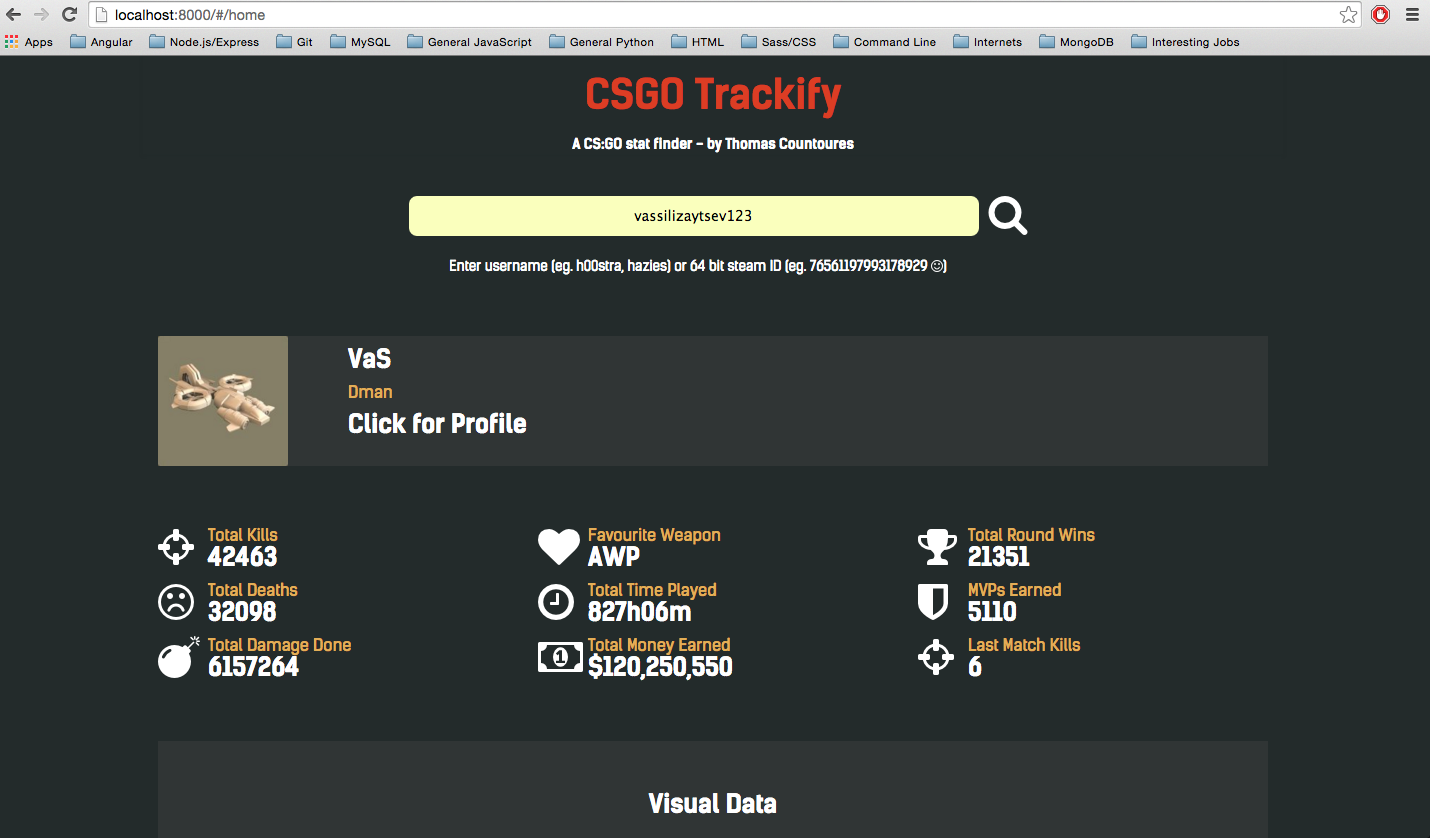 localhost:8000/#/home
Apps Angular Node.js/Express Git MySQL General JavaScript General Python HTML Sass/CSS Command Line Internets MongoDB Interesting Jobs
CSGO Trackify
A CS:GO stat finder - by Thomas Countoures
vassilizaytsev123
Enter username (eg. h00stra, hazles) or 64 bit steam ID (eg. 76561197993178929 ☺)
VaS
Dman
Click for Profile
Total Kills
42463
Favourite Weapon
AWP
Total Round Wins
21351
Total Deaths
32098
Total Time Played
827h06m
MVPs Earned
5110
Total Damage Done
6157264
1
Total Money Earned
$120,250,550
Last Match Kills
6
Visual Data